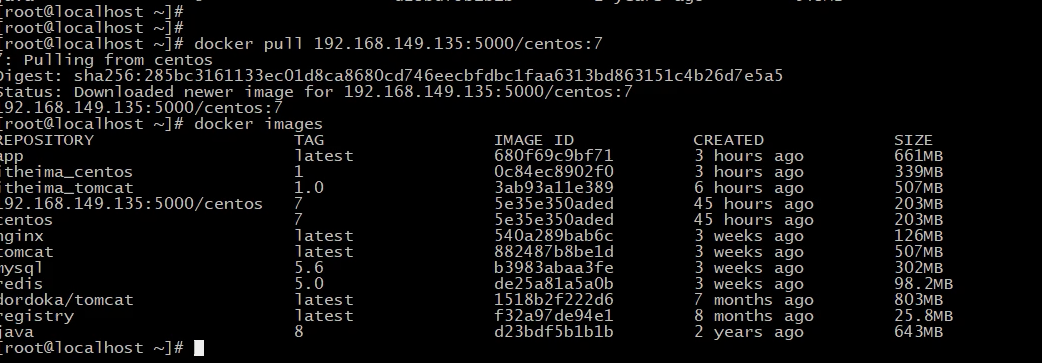 [root@localhost ~]#
[root@localhost ~]#
[root@localhost ~]# docker pull 192.168.149.135:5000/centos:7
7: Pulling from centos
Digest: sha256:285bc3161133ec01d8ca8680cd746eecbfdbc1faa6313bd863151c4b26d7e5a5
Status: Downloaded newer image for 192.168.149.135:5000/centos:7
192.168.149.135:5000/centos:7
[root@localhost ~]# docker images
REPOSITORY TAG IMAGE ID CREATED SIZE
app latest 680f69c9bf71 3 hours ago 661MB
itheima_centos 1 0c84ec8902f0 3 hours ago 339MB
itheima_tomcat 1.0 3ab93a11e389 6 hours ago 507MB
192.168.149.135:5000/centos 7 5e35e350aded 45 hours ago 203MB
centos 7 5e35e350aded 45 hours ago 203MB
nginx latest 540a289bab6c 3 weeks ago 126MB
tomcat latest 882487b8be1d 3 weeks ago 507MB
mysql 5.6 b3983abaa3fe 3 weeks ago 302MB
redis 5.0 de25a81a5a0b 3 weeks ago 98.2MB
dordoka/tomcat latest 1518b2f222d6 7 months ago 803MB
registry latest f32a97de94e1 8 months ago 25.8MB
java 8 d23bdf5b1b1b 2 years ago 643MB
[root@localhost ~]#